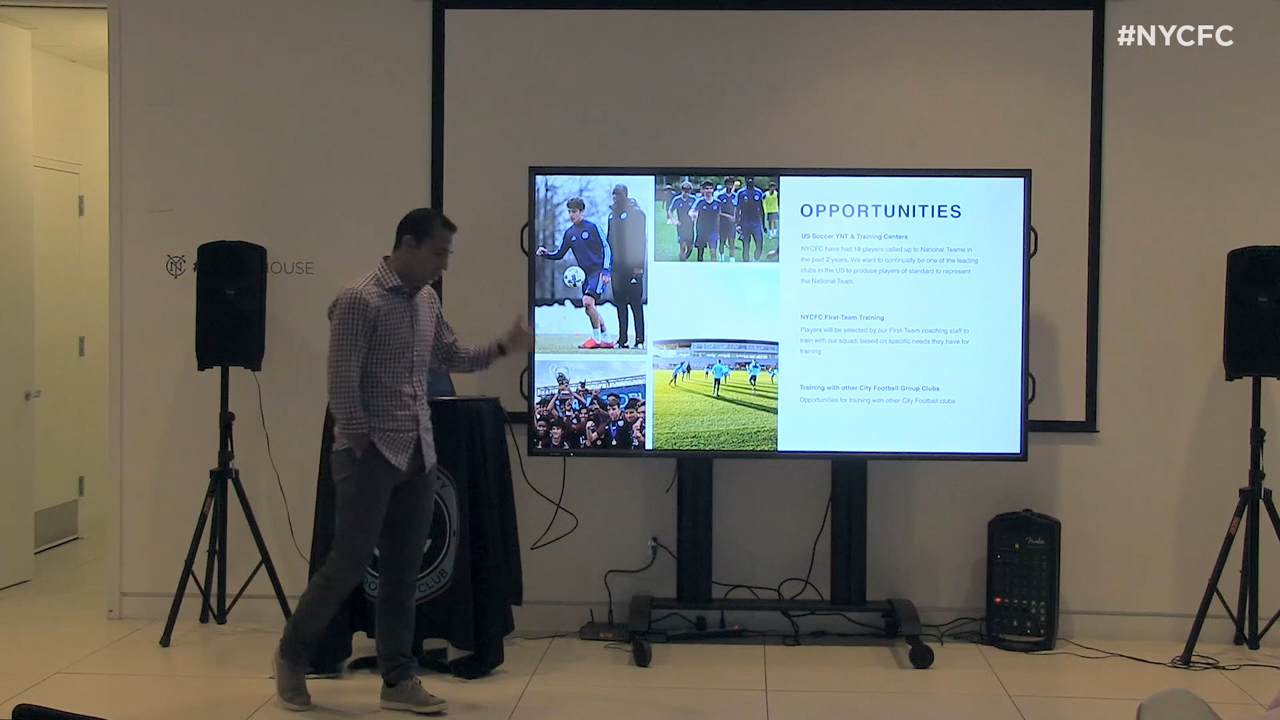 #NYCFC
HOUSE
OPPORTUNITIES
US Soccer YNT & Training Centers
NYCFC have had 18 players called up to National Teams in
the past 2 years. We want to continually be one of the leading
clubs in the US to produce players of standard to represent
the National Team.
NYCFC First-Team Training
Players will be selected by our First-Team coaching staff to
train with our squad, based on specific needs they have for
training
Training with other City Football Group Clubs
Opportunities for training with other City Football clubs
CLUB
Fender